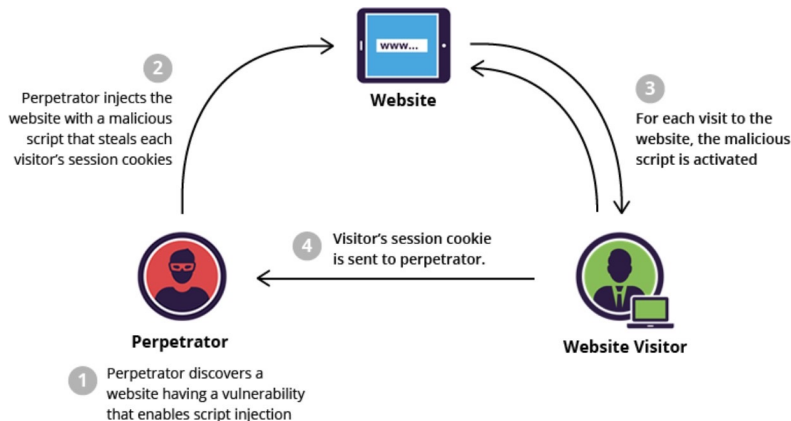 www...
Website
2
Perpetrator injects the
website with a malicious
script that steals each
visitor's session cookies
3
For each visit to the
website, the malicious
script is activated
4
Visitor's session cookie
is sent to perpetrator.
Perpetrator
Website Visitor
1
Perpetrator discovers a
website having a vulnerability
that enables script injection